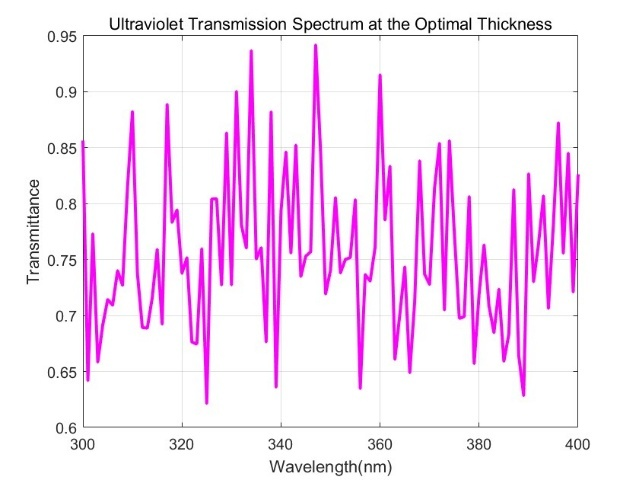 Ultraviolet Transmission Spectrum at the Optimal Thickness
0.95
0.9
0.85
0.8
0.75
0.7
0.65
0.6
Transmittance
300 320 340 360 380 400
Wavelength(nm)